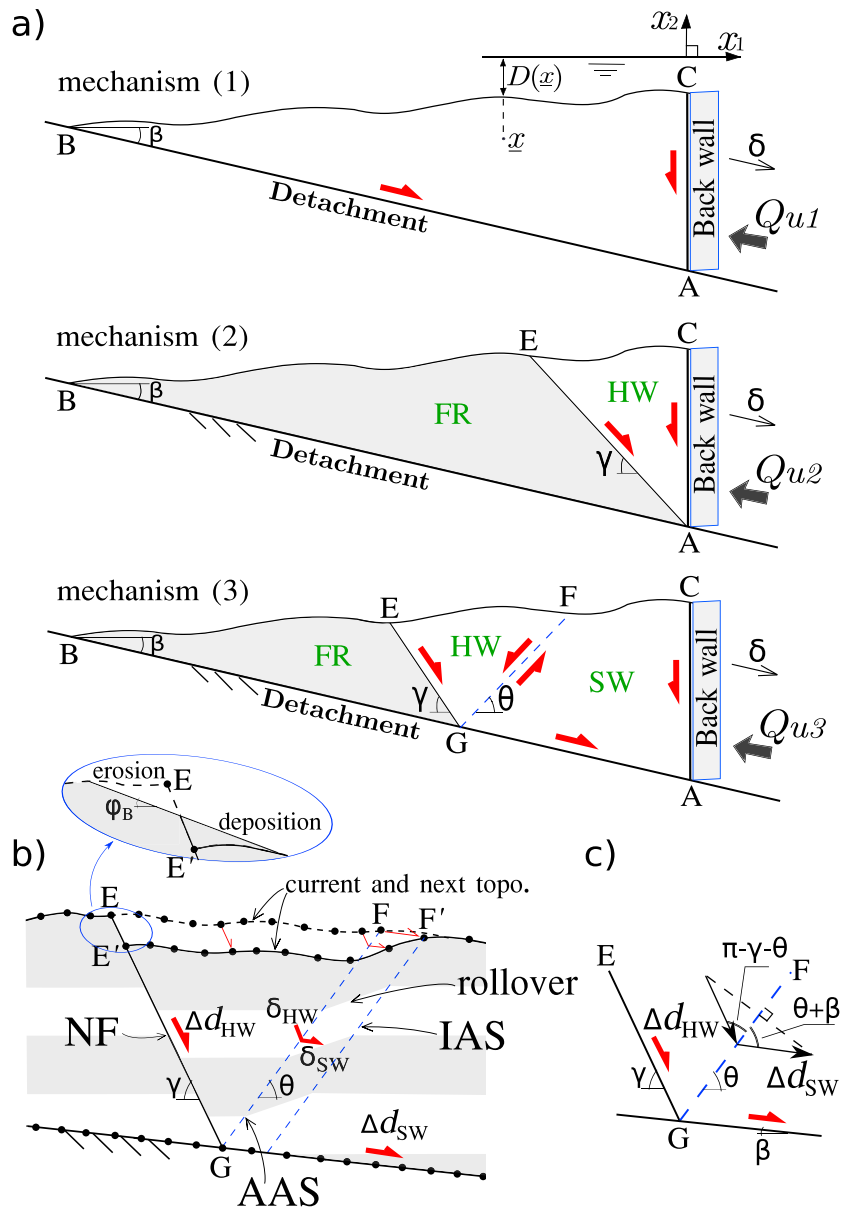 a)
x₂
x₁
mechanism (1)
D(x)
C
x
B
β
Detachment
Back wall
δ
Qu1
A
mechanism (2)
E
C
B
β
FR
HW
Detachment
γ
Back wall
δ
Qu2
A
mechanism (3)
E
F
C
B
β
FR
HW
SW
Detachment
γ
θ
G
Back wall
δ
Qu3
A
erosion
E
φB
deposition
E'
b)
c)
current and next topo.
E
F
F'
E'
rollover
NF
ΔdHW
δHW
δSW
IAS
γ
θ
ΔdSW
G
AAS
E
π-γ-θ
F
ΔdHW
θ+β
γ
θ
ΔdSW
G
β